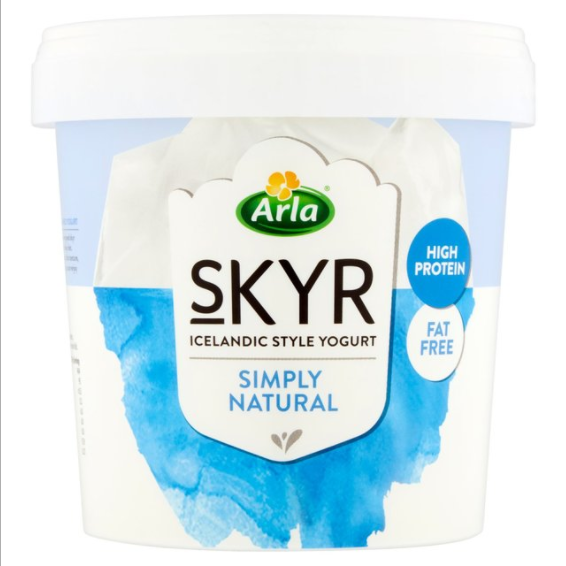 Arla
SKYR
ICELANDIC STYLE YOGURT
SIMPLY
NATURAL
HIGH
PROTEIN
FAT
FREE